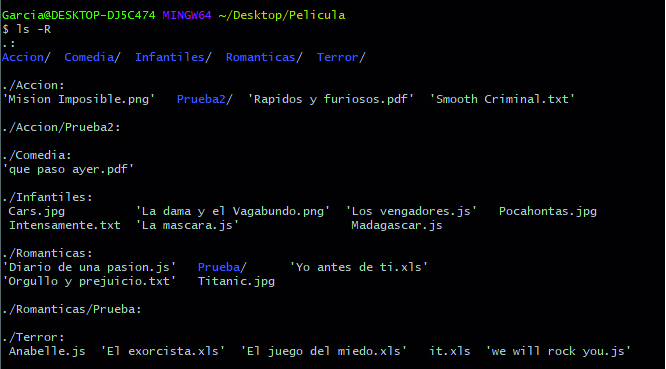 Garcia@DESKTOP-DJ5C474 MINGW64 ~/Desktop/Pelicula
$ ls -R
.:
Accion/  Comedia/  Infantiles/  Romanticas/  Terror/

./Accion:
'Mision Imposible.png'   Prueba2/  'Rapidos y furiosos.pdf'  'Smooth Criminal.txt'

./Accion/Prueba2:

./Comedia:
'que paso ayer.pdf'

./Infantiles:
 Cars.jpg          'La dama y el Vagabundo.png'  'Los vengadores.js'   Pocahontas.jpg
 Intensamente.txt  'La mascara.js'                Madagascar.js

./Romanticas:
'Diario de una pasion.js'   Prueba/      'Yo antes de ti.xls'
'Orgullo y prejuicio.txt'   Titanic.jpg

./Romanticas/Prueba:

./Terror:
 Anabelle.js  'El exorcista.xls'  'El juego del miedo.xls'   it.xls  'we will rock you.js'